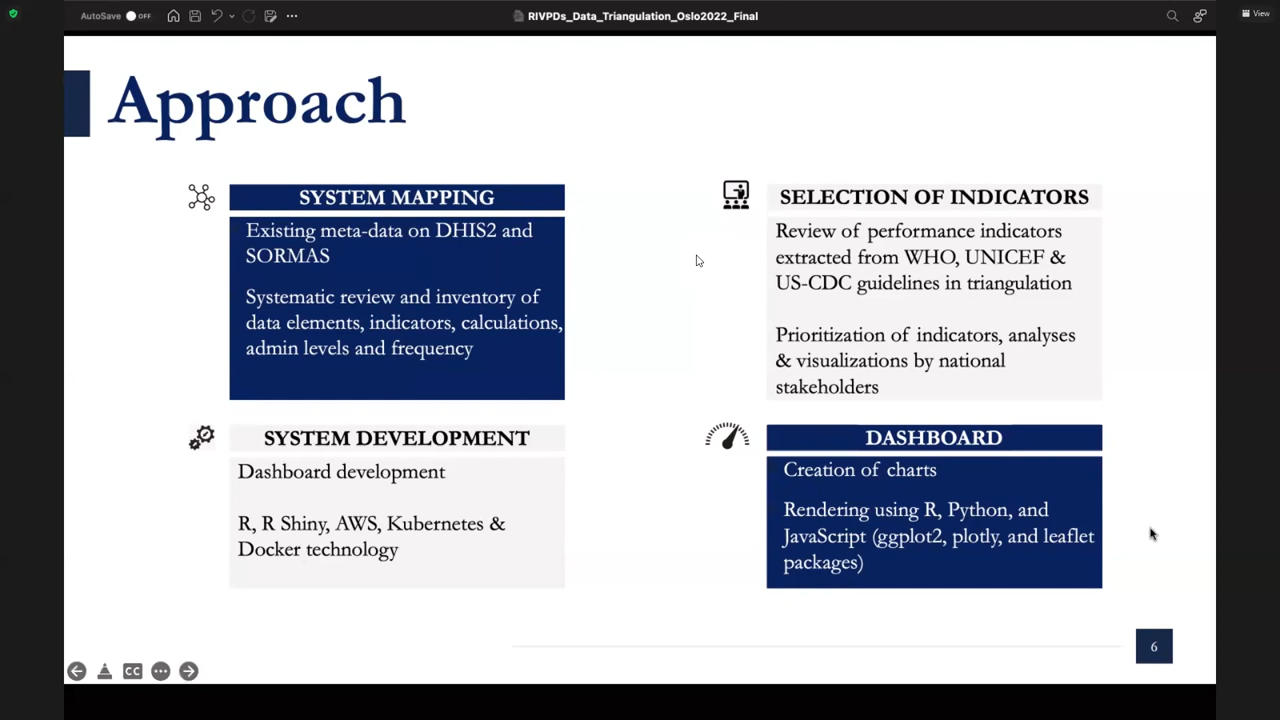 AutoSave OFF
RIVPDs_Data_Triangulation_Oslo2022_Final
View
Approach
SYSTEM MAPPING
Existing meta-data on DHIS2 and
SORMAS
Systematic review and inventory of
data elements, indicators, calculations,
admin levels and frequency
SELECTION OF INDICATORS
Review of performance indicators
extracted from WHO, UNICEF &
US-CDC guidelines in triangulation
Prioritization of indicators, analyses
& visualizations by national
stakeholders
SYSTEM DEVELOPMENT
Dashboard development
R, R Shiny, AWS, Kubernetes &
Docker technology
DASHBOARD
Creation of charts
Rendering using R, Python, and
JavaScript (ggplot2, plotly, and leaflet
packages)
6
CC